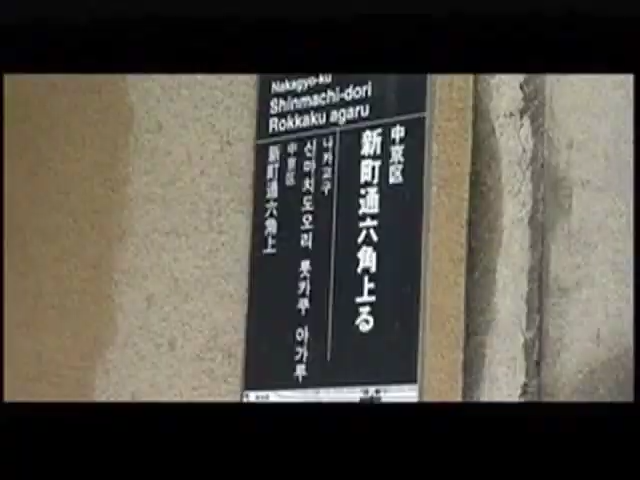 Nakagyo-ku
Shinmachi-dori
Rokkaku agaru
中京区
新町通六角上る
나카교구
신마치도오리 롯카쿠 아가루
中京区
新町通六角上